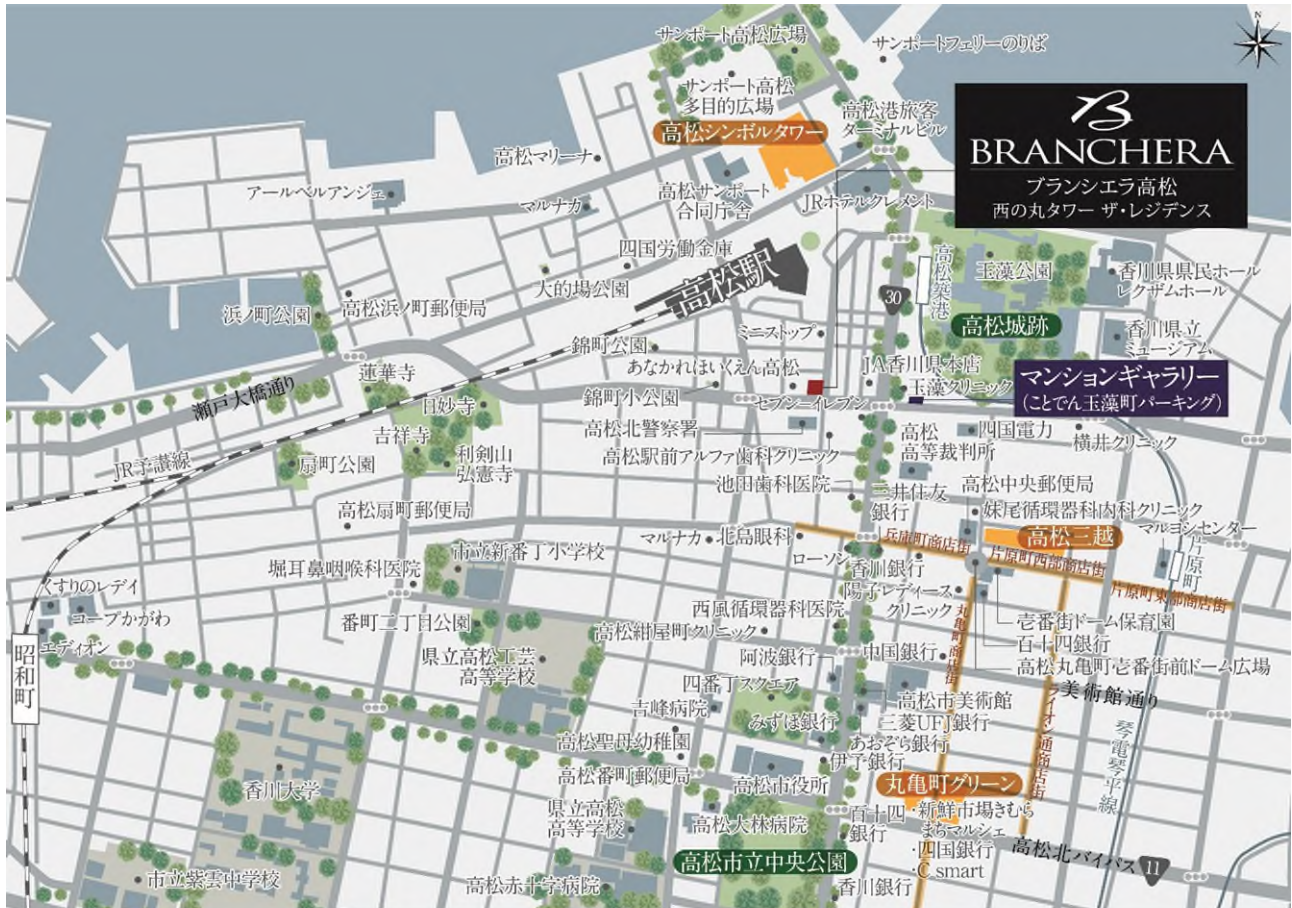 N
サンポート高松広場
サンポートフェリーのりば
サンポート高松
多目的広場
高松シンボルタワー
高松港旅客
ターミナルビル
BRANCHERA
ブランシエラ高松
西の丸タワー ザ・レジデンス
高松マリーナ
アールベルアンジェ
マルナカ
高松サンポート
合同庁舎
JRホテルクレメント
四国労働金庫
高松駅
大的場公園
高松築港
玉藻公園
香川県県民ホール
レクザムホール
30
高松城跡
浜ノ町公園
高松浜ノ町郵便局
ミニストップ
錦町公園
香川県立
ミュージアム
あなかれほいくえん高松
JA香川県本店
玉藻クリニック
マンションギャラリー
(ことでん玉藻町パーキング)
蓮華寺
瀬戸大橋通り
日妙寺
錦町小公園
セブン-イレブン
吉祥寺
高松北警察署
高松
高等裁判所
四国電力
横井クリニック
JR予讃線
扇町公園
利剣山
弘憲寺
高松駅前アルファ歯科クリニック
池田歯科医院
三井住友
銀行
高松中央郵便局
高松扇町郵便局
妹尾循環器科内科クリニック
マルヨシセンター
マルナカ
北島眼科
兵庫町商店街
高松三越
片原町
市立新番丁小学校
ローソン
香川銀行
片原町西部商店街
堀耳鼻咽喉科医院
陽子レディース
クリニック
片原町東部商店街
くすりのレデイ
コープかがわ
西風循環器科医院
丸亀町商店街
壱番街ドーム保育園
エディオン
番町二丁目公園
高松紺屋町クリニック
百十四銀行
昭和町
県立高松工芸
高等学校
阿波銀行
中国銀行
高松丸亀町壱番街前ドーム広場
四番丁スクエア
高松市美術館
美術館通り
吉峰病院
みずほ銀行
三菱UFJ銀行
ライオン通商店街
琴電琴平線
高松聖母幼稚園
あおぞら銀行
伊予銀行
高松番町郵便局
高松市役所
丸亀町グリーン
香川大学
県立高松
高等学校
高松大林病院
百十四
銀行
・新鮮市場きむら
まちマルシェ
・四国銀行
・C smart
高松北バイパス
11
高松市立中央公園
市立紫雲中学校
高松赤十字病院
香川銀行